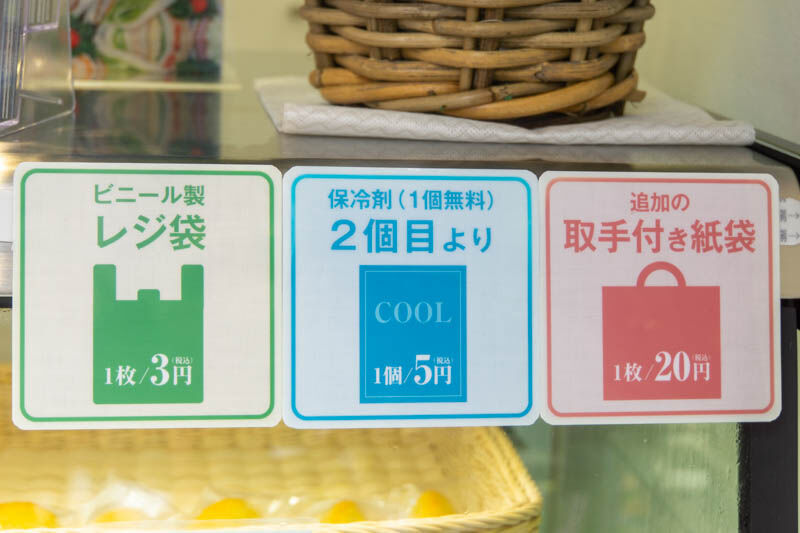 ビニール製
レジ袋
1枚/3円(税込)
保冷剤(1個無料)
2個目より
COOL
1個/5円(税込)
追加の
取手付き紙袋
1枚/20円(税込)